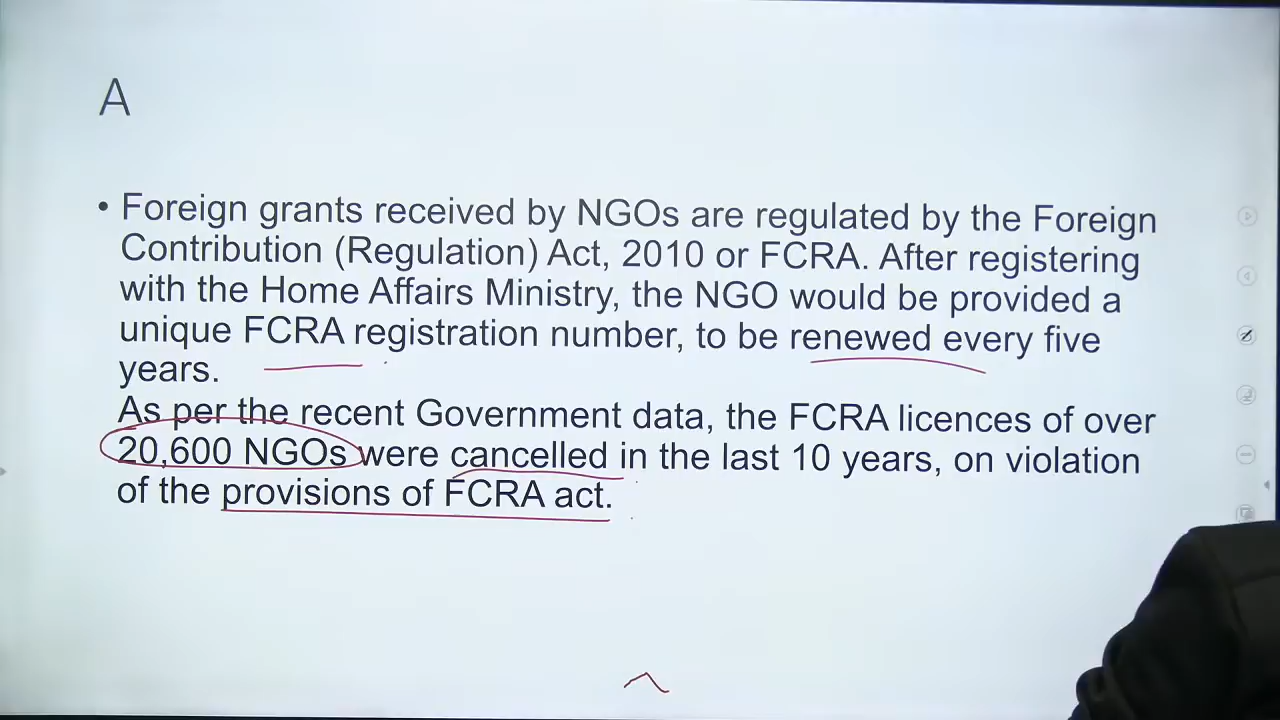 A
• Foreign grants received by NGOs are regulated by the Foreign
Contribution (Regulation) Act, 2010 or FCRA. After registering
with the Home Affairs Ministry, the NGO would be provided a
unique FCRA registration number, to be renewed every five
years.
As per the recent Government data, the FCRA licences of over
20,600 NGOs were cancelled in the last 10 years, on violation
of the provisions of FCRA act.